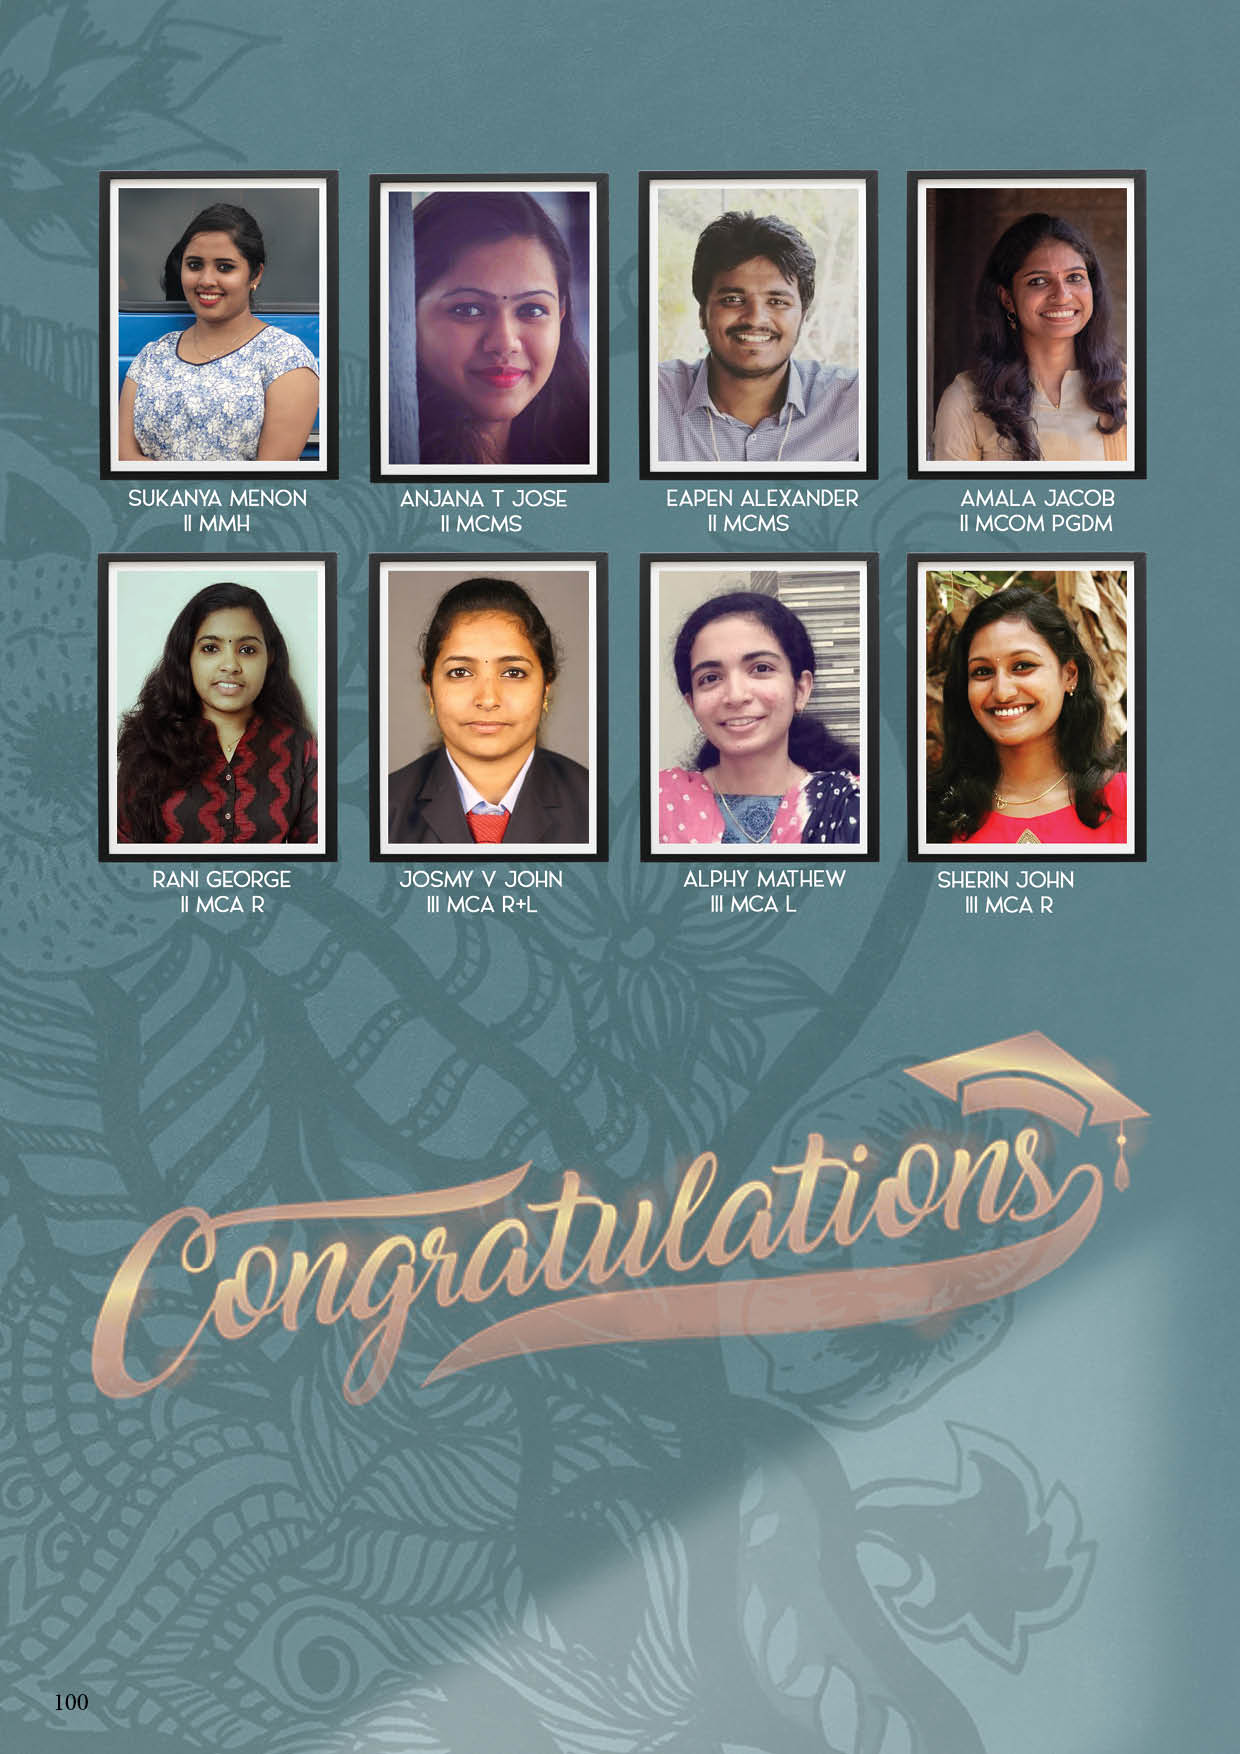 SUKANYA MENON
II MMH
ANJANA T JOSE
II MCMS
EAPEN ALEXANDER
II MCMS
AMALA JACOB
II MCOM PGDM
RANI GEORGE
II MCA R
JOSMY V JOHN
III MCA R+L
ALPHY MATHEW
III MCA L
SHERIN JOHN
III MCA R
Congratulations
100